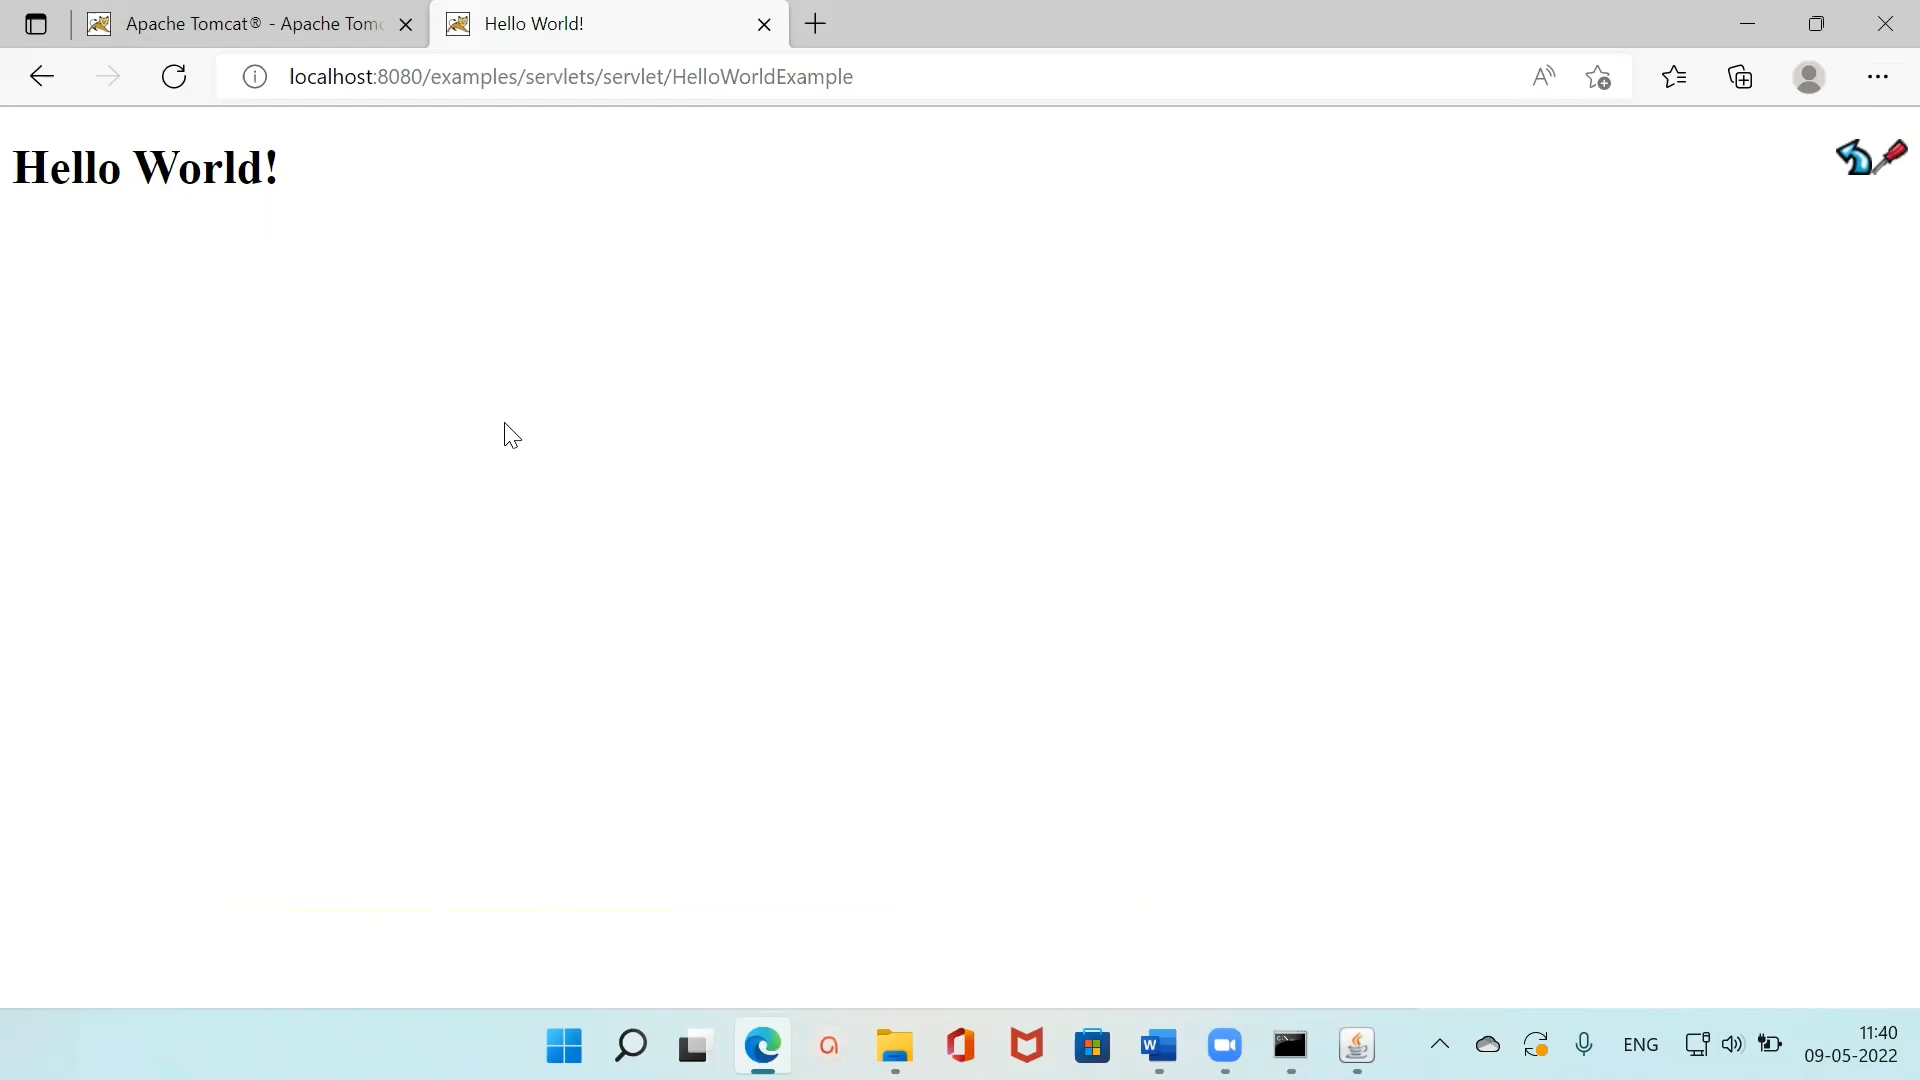 Apache Tomcat® - Apache Tomc
Hello World!
localhost:8080/examples/servlets/servlet/HelloWorldExample
Hello World!
ENG
11:40
09-05-2022